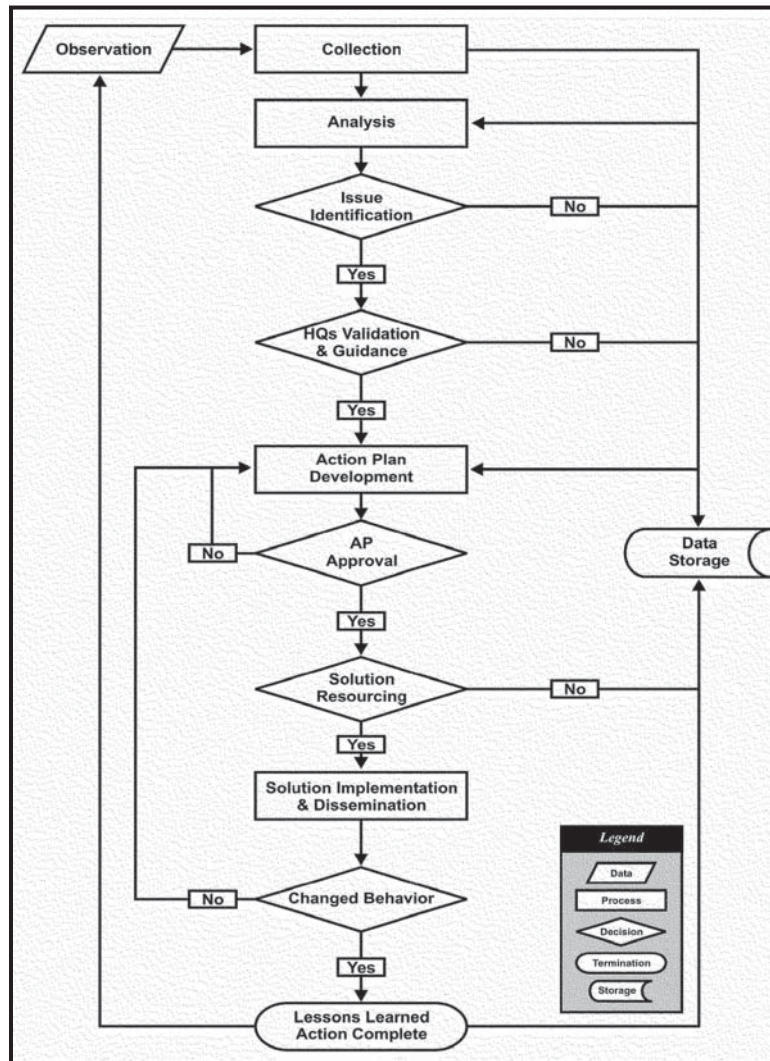 Observation
Collection
Analysis
Issue
Identification
No
Yes
HQs Validation
& Guidance
No
Yes
Action Plan
Development
AP
Approval
No
Data
Storage
Yes
Solution
Resourcing
No
Yes
Solution Implementation
& Dissemination
Changed Behavior
No
Yes
Lessons Learned
Action Complete
Legend
Data
Process
Decision
Termination
Storage